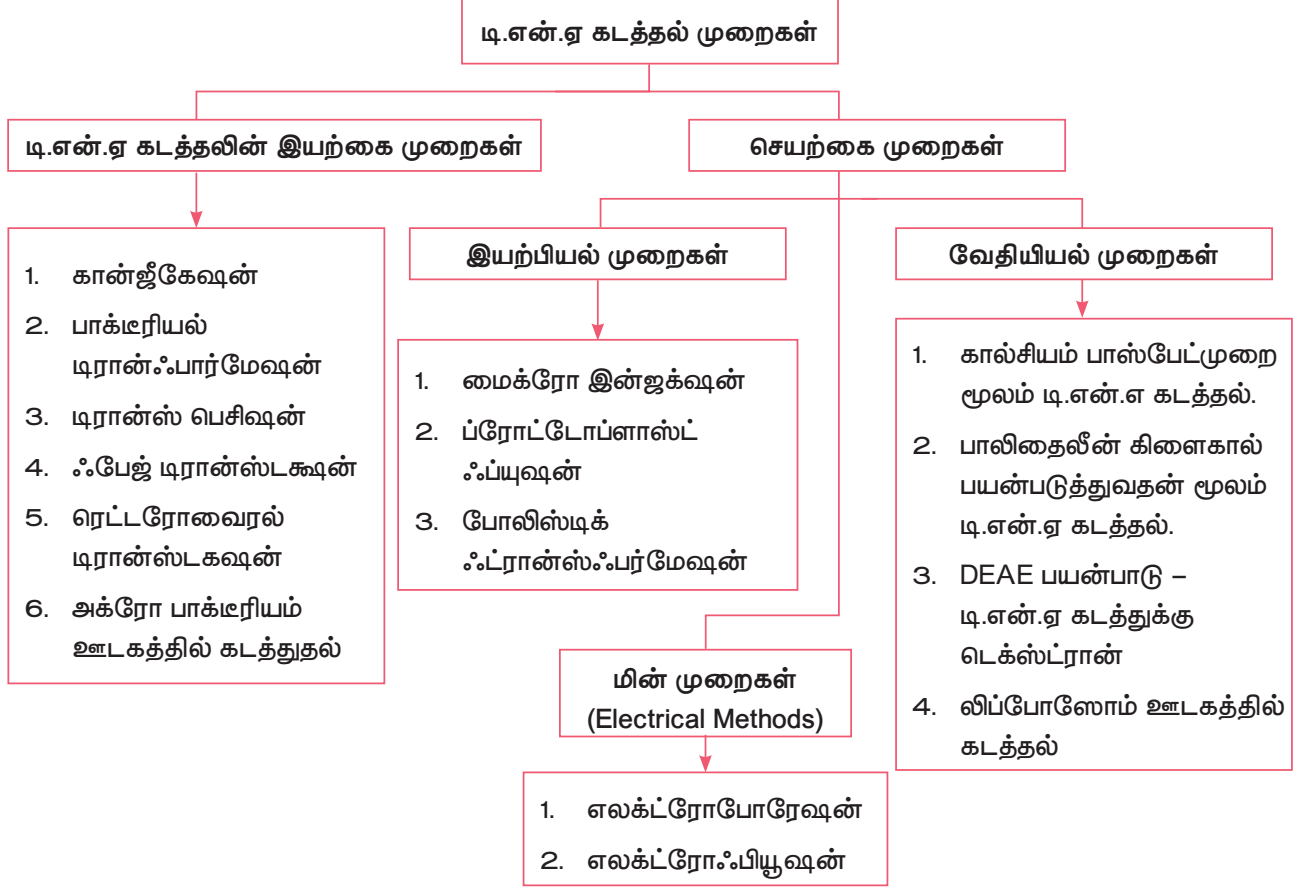 டி.என்.ஏ கடத்தல் முறைகள்
டி.என்.ஏ கடத்தலின் இயற்கை முறைகள்
செயற்கை முறைகள்
1. கான்ஜீகேஷன்
2. பாக்டீரியல்
டிரான்ஃபார்மேஷன்
3. டிரான்ஸ் பெசிஷன்
4. ஃபேஜ் டிரான்ஸ்டக்ஷன்
5. ரெட்டரோவைரல்
டிரான்ஸ்டகஷன்
6. அக்ரோ பாக்டீரியம்
ஊடகத்தில் கடத்துதல்
இயற்பியல் முறைகள்
1. மைக்ரோ இன்ஜக்ஷன்
2. ப்ரோட்டோப்ளாஸ்ட்
ஃப்யுஷன்
3. போலிஸ்டிக்
ஃட்ரான்ஸ்ஃபர்மேஷன்
வேதியியல் முறைகள்
1. கால்சியம் பாஸ்பேட்முறை
மூலம் டி.என்.எ கடத்தல்.
2. பாலிதைலீன் கிளைகால்
பயன்படுத்துவதன் மூலம்
டி.என்.ஏ கடத்தல்.
3. DEAE பயன்பாடு –
டி.என்.ஏ கடத்துக்கு
டெக்ஸ்ட்ரான்
4. லிப்போஸோம் ஊடகத்தில்
கடத்தல்
மின் முறைகள்
(Electrical Methods)
1. எலக்ட்ரோபோரேஷன்
2. எலக்ட்ரோஃபியூஷன்